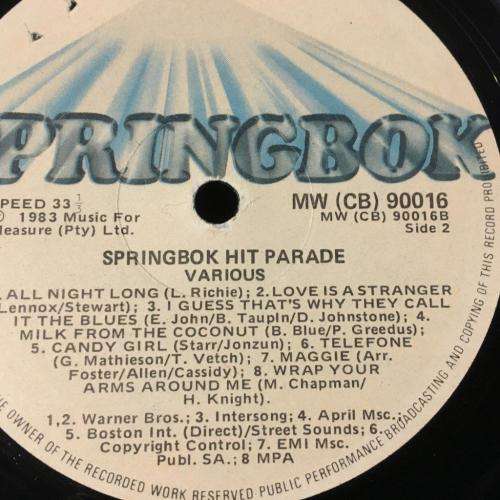 PRINGBOK
PEED 33 1/3
© 1983 Music For
leasure (Pty) Ltd.
MW (CB) 90016
MW (CB) 90016B
Side 2
SPRINGBOK HIT PARADE
VARIOUS
. ALL NIGHT LONG (L. Richie); 2. LOVE IS A STRANGER
Lennox/Stewart); 3. I GUESS THAT'S WHY THEY CALL
IT THE BLUES (E. John/B. Taupln/D. Johnstone); 4.
MILK FROM THE COCONUT (B. Blue/P. Greedus);
5. CANDY GIRL (Starr/Jonzun); 6. TELEFONE
(G. Mathieson/T. Vetch); 7. MAGGIE (Arr.
Foster/Allen/Cassidy); 8. WRAP YOUR
ARMS AROUND ME (M. Chapman/
H. Knight).
1,2. Warner Bros.; 3. Intersong; 4. April Msc.;
5. Boston Int. (Direct)/Street Sounds; 6.
Copyright Control; 7. EMI Msc.
Publ. SA.; 8 MPA
OWNER OF THE RECORDED WORK RESERVED PUBLIC PERFORMANCE BROADCASTING AND COPYING OF THIS RECORD PROHIBITED